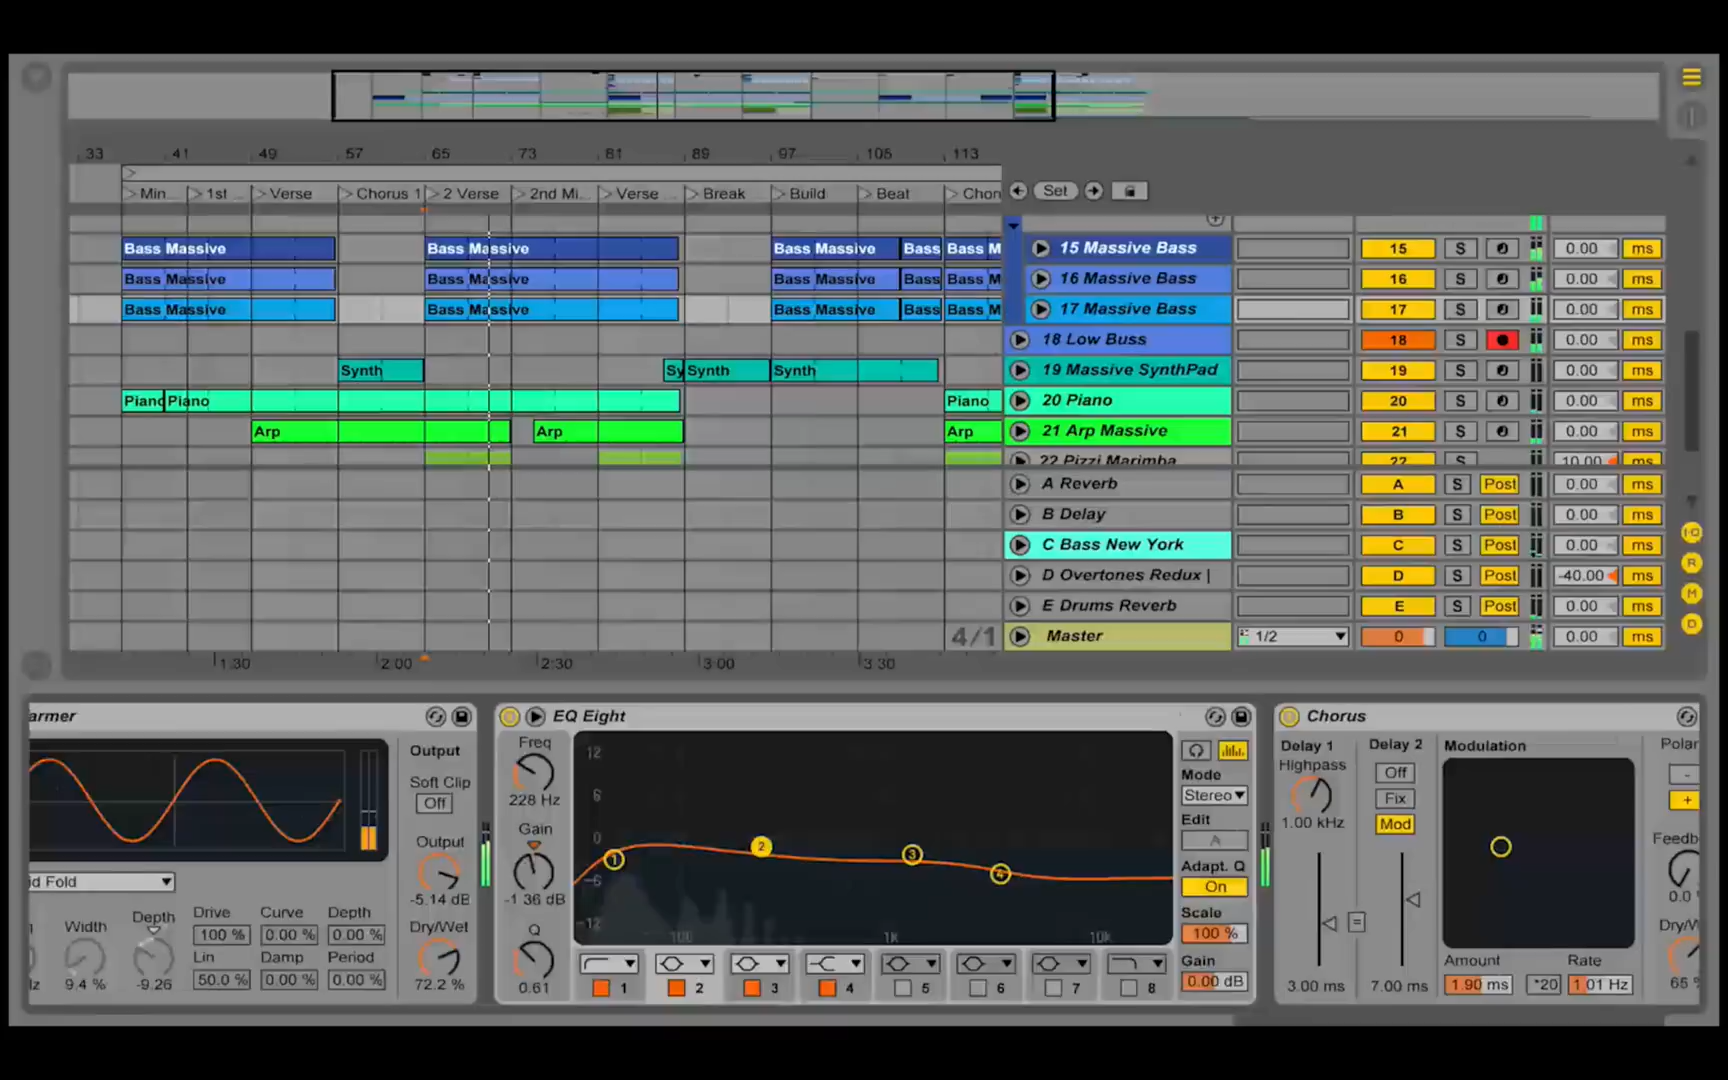 33 41 49 57 65 73 81 89 97 105 113
Min... 1st ... Verse Chorus 1 2 Verse 2nd Mi... Verse ... Break Build Beat Chor
Set
Bass Massive Bass Massive Bass Massive Bass Bass M
15 Massive Bass 15 S 0.00 ms
Bass Massive Bass Massive Bass Massive Bass Bass M
16 Massive Bass 16 S 0.00 ms
Bass Massive Bass Massive Bass Massive Bass Bass M
17 Massive Bass 17 S 0.00 ms
18 Low Buss 18 S 0.00 ms
Synth Sy Synth Synth
19 Massive SynthPad 19 S 0.00 ms
Piano Piano Piano
20 Piano 20 S 0.00 ms
Arp Arp Arp
21 Arp Massive 21 S 0.00 ms
22 Pizzi Marimba 22 S 10.00 ms
A Reverb A S Post 0.00 ms
B Delay B S Post 0.00 ms
C Bass New York C S Post 0.00 ms
D Overtones Redux | D S Post -40.00 ms
E Drums Reverb E S Post 0.00 ms
4/1 Master 1/2 0 0 0.00 ms
I·O
R
M
D
1:30 2:00 2:30 3:00 3:30
armer
Output
Soft Clip
Off
Output
-5.14 dB
Dry/Wet
72.2 %
id Fold
Width
9.4 %
Depth
-9.26
Drive Curve Depth
100 % 0.00 % 0.00 %
Lin Damp Period
50.0 % 0.00 % 0.00 %
lz
EQ Eight
Freq
228 Hz
Gain
-1.36 dB
Q
0.61
12
6
0
-6
-12
100 1k 10k
1 2 3 4
1 2 3 4 5 6 7 8
Mode
Stereo
Edit
A
Adapt. Q
On
Scale
100 %
Gain
0.00 dB
Chorus
Delay 1
Highpass
1.00 kHz
3.00 ms
=
Delay 2
Off
Fix
Mod
7.00 ms
Modulation
Amount Rate
1.90 ms *20 1.01 Hz
Polar
-
+
Feedb
0.0
Dry/W
65 %